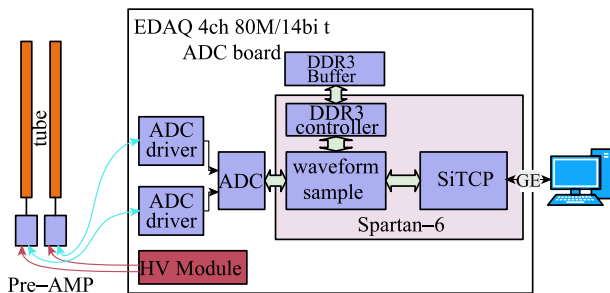 EDAQ 4ch 80M/14bi t
ADC board
DDR3
Buffer
DDR3
controller
tube
ADC
driver
ADC
waveform
sample
SiTCP
GE
ADC
driver
Spartan–6
HV Module
Pre–AMP